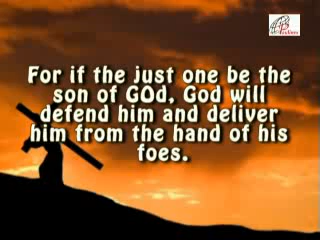 For if the just one be the
son of GOd, God will
defend him and deliver
him from the hand of his
foes.